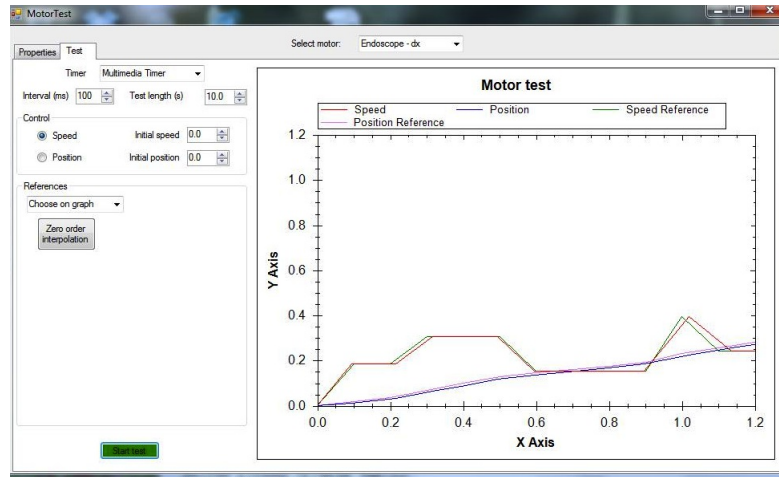 MotorTest
Properties
Test
Select motor: Endoscope - dx
Timer Multimedia Timer
Interval (ms) 100 Test length (s) 10.0
Control
Speed Initial speed 0.0
Position Initial position 0.0
References
Choose on graph
Zero order
interpolation
Start test
Motor test
Speed Position Speed Reference
Position Reference
1.2
1.0
0.8
0.6
0.4
0.2
0.0
Y Axis
0.0 0.2 0.4 0.6 0.8 1.0 1.2
X Axis